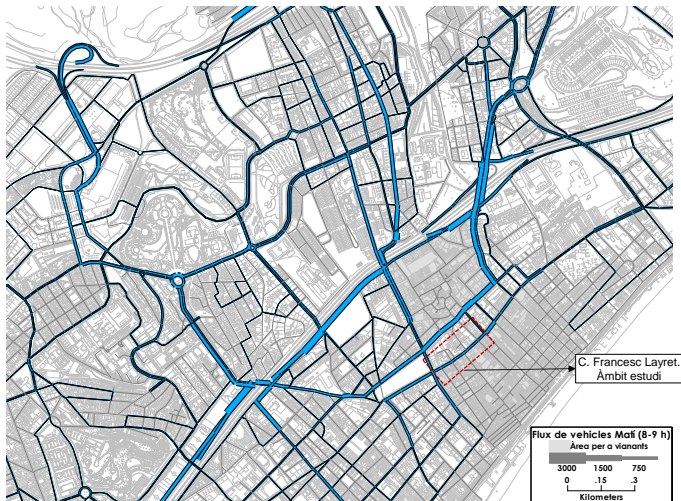 C. Francesc Layret.
Àmbit estudi
Flux de vehicles Matí (8-9 h)
Àrea per a vianants
3000 1500 750
0 .15 .3
Kilometers